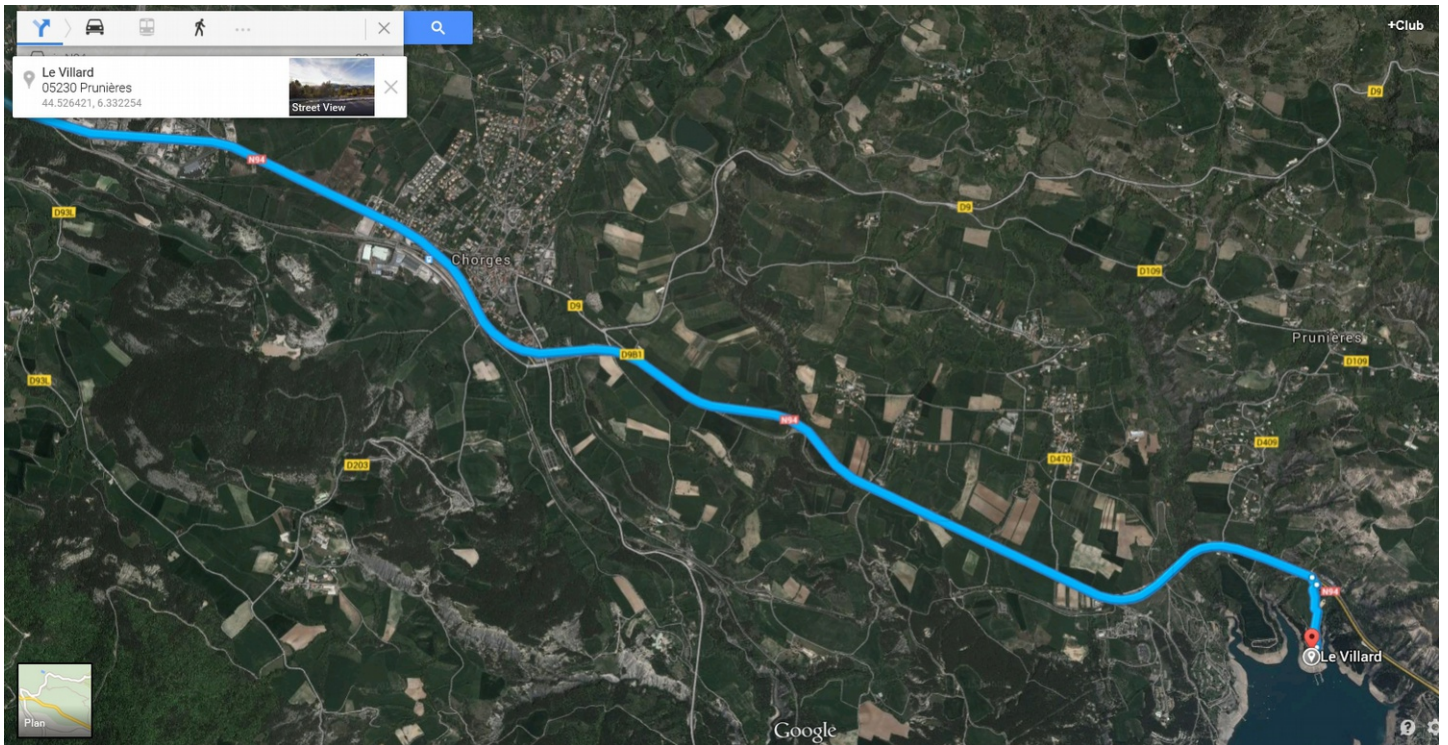 +Club
Le Villard
05230 Prunières
44.526421, 6.332254
Street View
D9
N94
D93L
D9
Chorges
D109
D9
Prunières
D9B1
D109
D93L
N94
D409
D470
D203
N94
Le Villard
Plan
Google